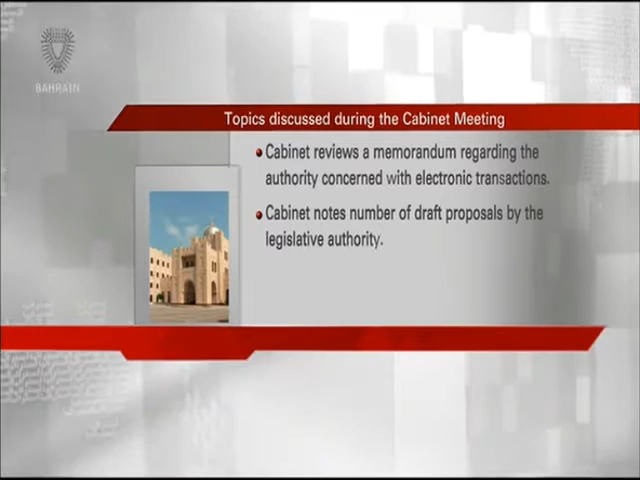 BAHRAIN
Topics discussed during the Cabinet Meeting
Cabinet reviews a memorandum regarding the
authority concerned with electronic transactions.
Cabinet notes number of draft proposals by the
legislative authority.